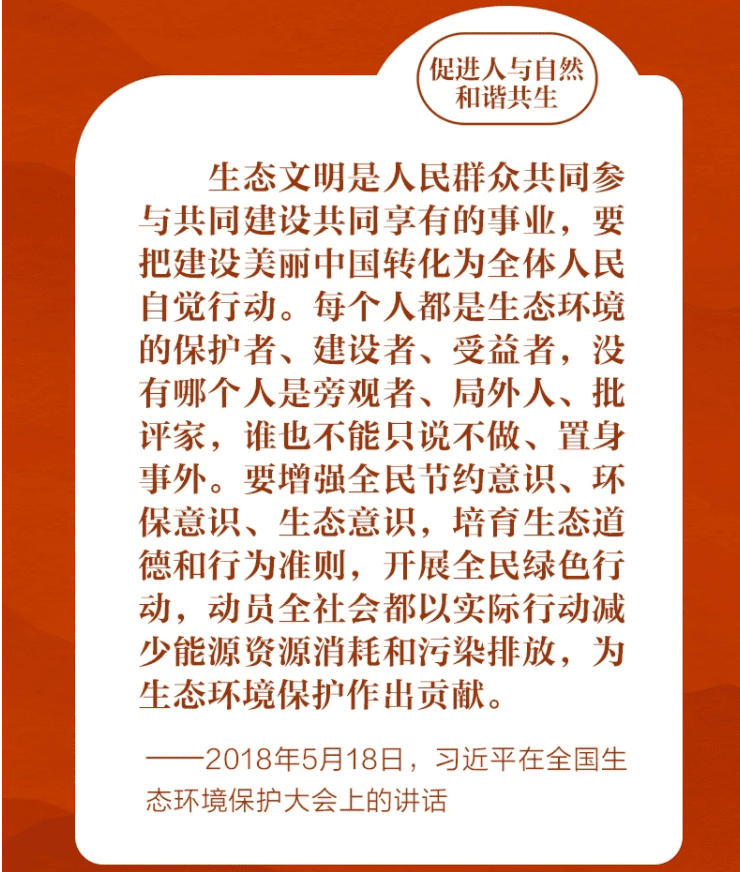 促进人与自然
和谐共生
生态文明是人民群众共同参
与共同建设共同享有的事业，要
把建设美丽中国转化为全体人民
自觉行动。每个人都是生态环境
的保护者、建设者、受益者，没
有哪个人是旁观者、局外人、批
评家，谁也不能只说不做、置身
事外。要增强全民节约意识、环
保意识、生态意识，培育生态道
德和行为准则，开展全民绿色行
动，动员全社会都以实际行动减
少能源资源消耗和污染排放，为
生态环境保护作出贡献。
——2018年5月18日，习近平在全国生
态环境保护大会上的讲话